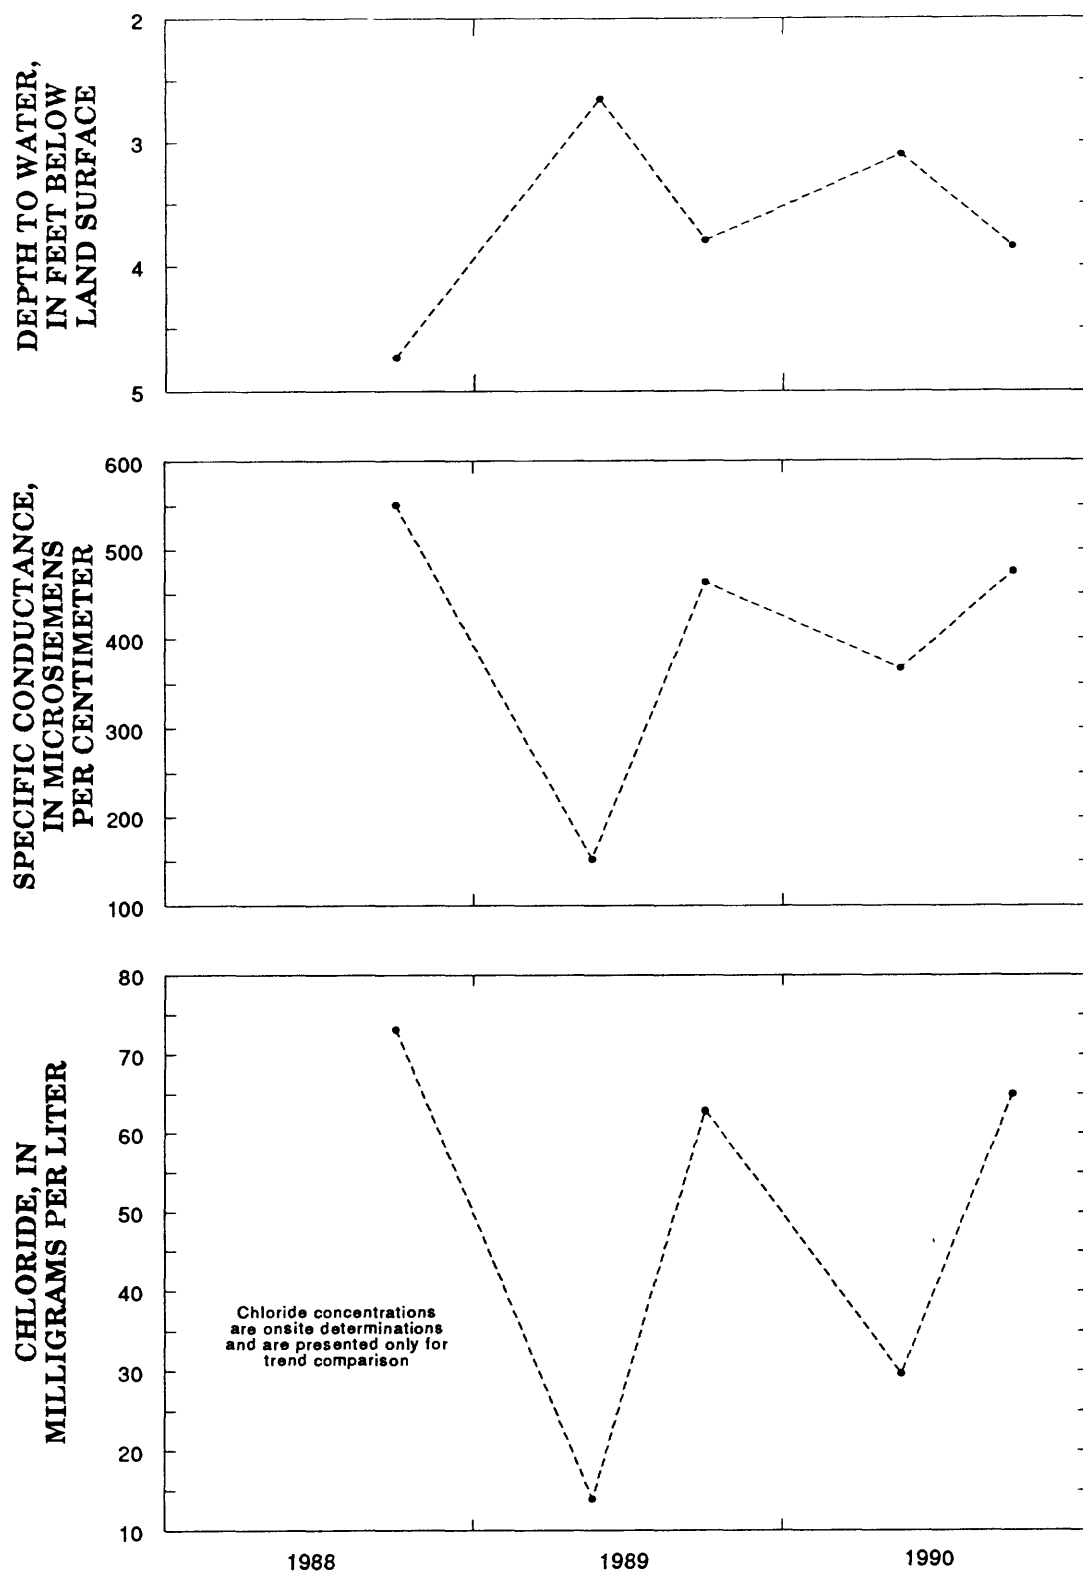 DEPTH TO WATER,
IN FEET BELOW
LAND SURFACE
2
3
4
5
SPECIFIC CONDUCTANCE,
IN MICROSIEMENS
PER CENTIMETER
600
500
400
300
200
100
CHLORIDE, IN
MILLIGRAMS PER LITER
80
70
60
50
40
30
20
10
Chloride concentrations
are onsite determinations
and are presented only for
trend comparison
1988
1989
1990